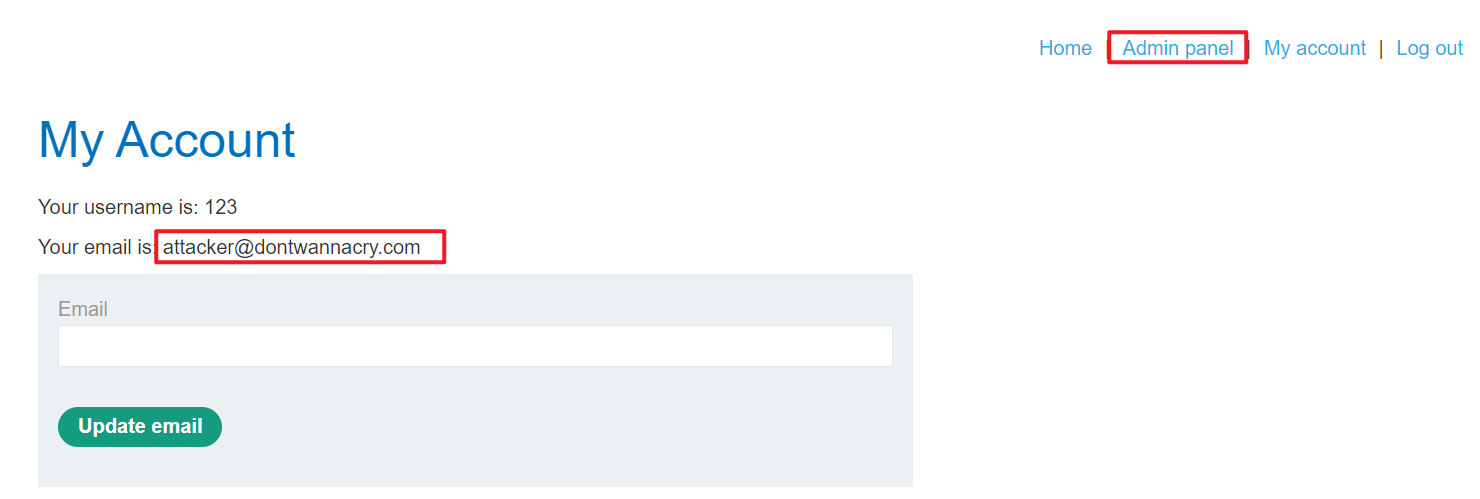 Home | Admin panel | My account | Log out
My Account
Your username is: 123
Your email is: attacker@dontwannacry.com
Email
Update email